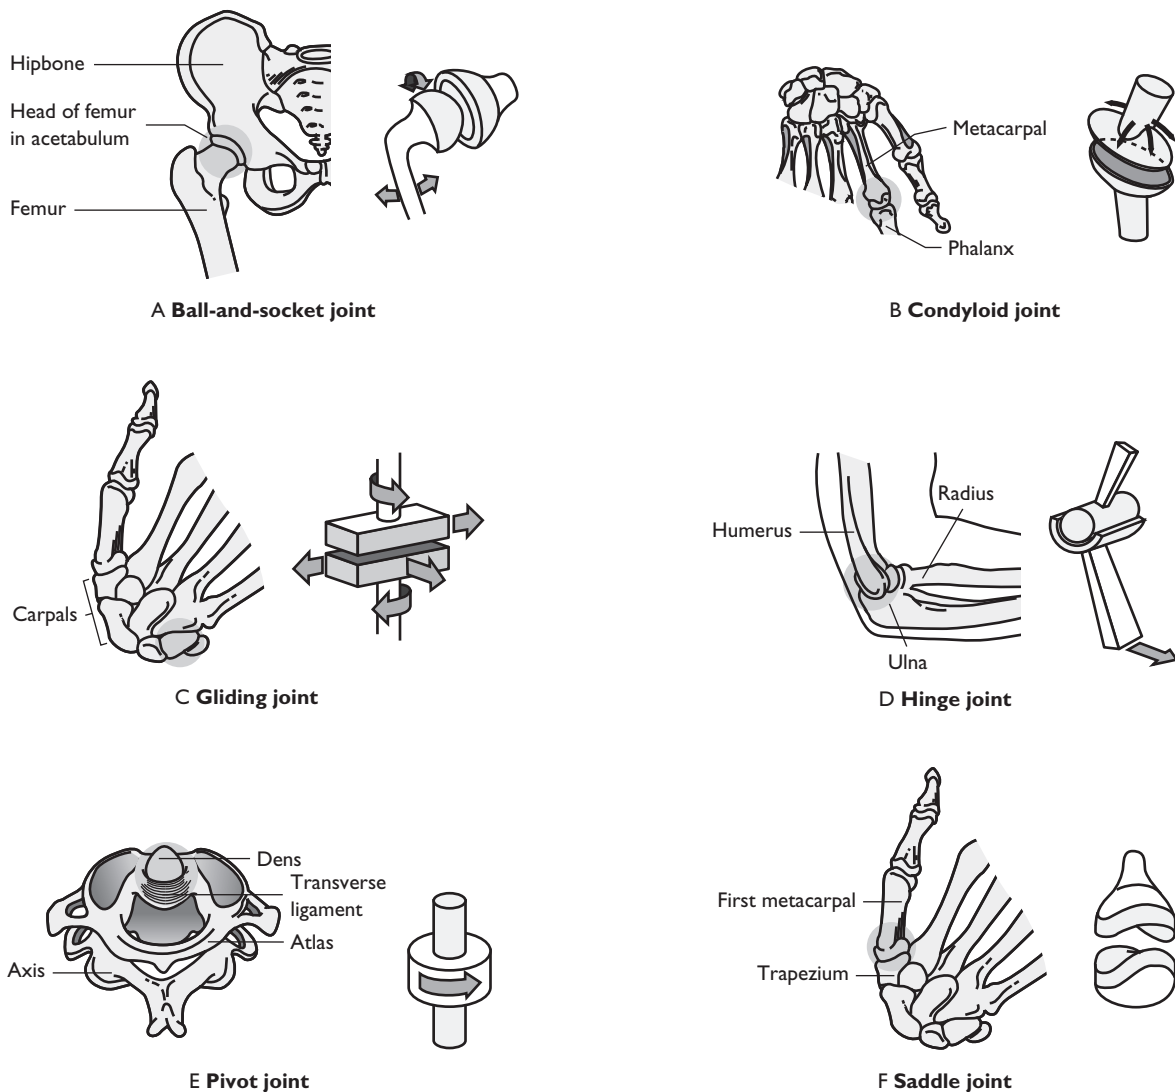 Hipbone
Head of femur
in acetabulum
Femur
A Ball-and-socket joint
Metacarpal
Phalanx
B Condyloid joint
Carpals
C Gliding joint
Humerus
Radius
Ulna
D Hinge joint
Dens
Transverse
ligament
Atlas
Axis
E Pivot joint
First metacarpal
Trapezium
F Saddle joint